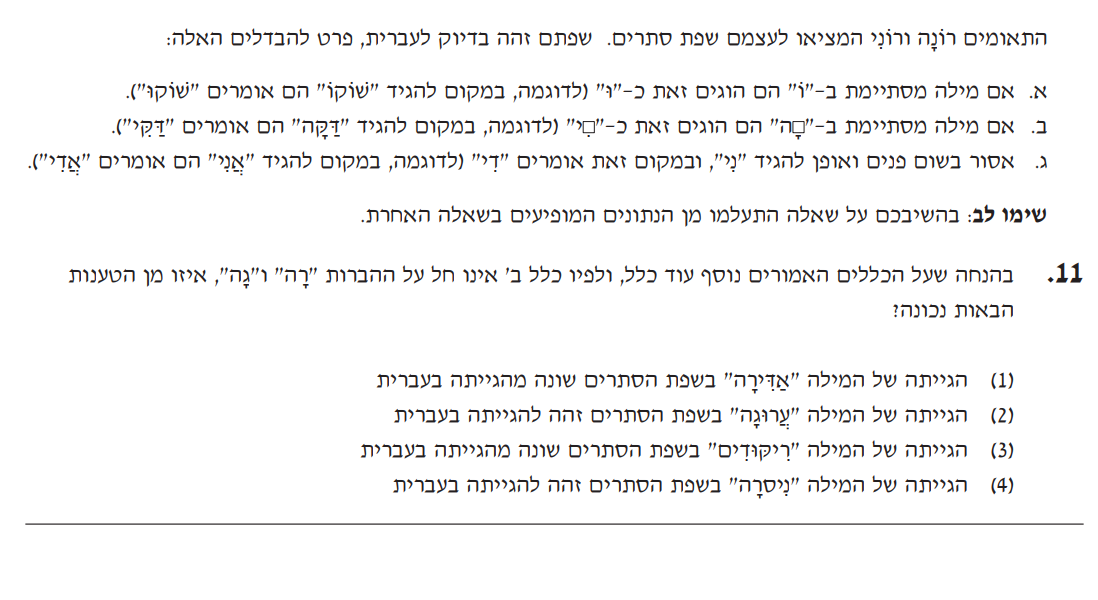 התאומים רוֹנָה ורוֹנִי המציאו לעצמם שפת סתרים. שפתם זהה בדיוק לעברית, פרט להבדלים האלה:
א. אם מילה מסתיימת ב-"וֹ" הם הוגים זאת כ-"וּ" (לדוגמה, במקום להגיד "שׁוֹקוֹ" הם אומרים "שׁוֹקוּ").
ב. אם מילה מסתיימת ב-"□ָה" הם הוגים זאת כ-"□ִי" (לדוגמה, במקום להגיד "דַּקָּה" הם אומרים "דַּקִּי").
ג. אסור בשום פנים ואופן להגיד "נִי", ובמקום זאת אומרים "דִי" (לדוגמה, במקום להגיד "אֲנִי" הם אומרים "אֲדִי").
שימו לב: בהשיבכם על שאלה התעלמו מן הנתונים המופיעים בשאלה האחרת.
11. בהנחה שעל הכללים האמורים נוסף עוד כלל, ולפיו כלל ב' אינו חל על ההברות "רָה" ו"גָה", איזו מן הטענות
הבאות נכונה?
(1) הגייתה של המילה "אַדִּירָה" בשפת הסתרים שונה מהגייתה בעברית
(2) הגייתה של המילה "עֲרוּגָה" בשפת הסתרים זהה להגייתה בעברית
(3) הגייתה של המילה "רִיקּוּדִים" בשפת הסתרים שונה מהגייתה בעברית
(4) הגייתה של המילה "נִיסרָה" בשפת הסתרים זהה להגייתה בעברית